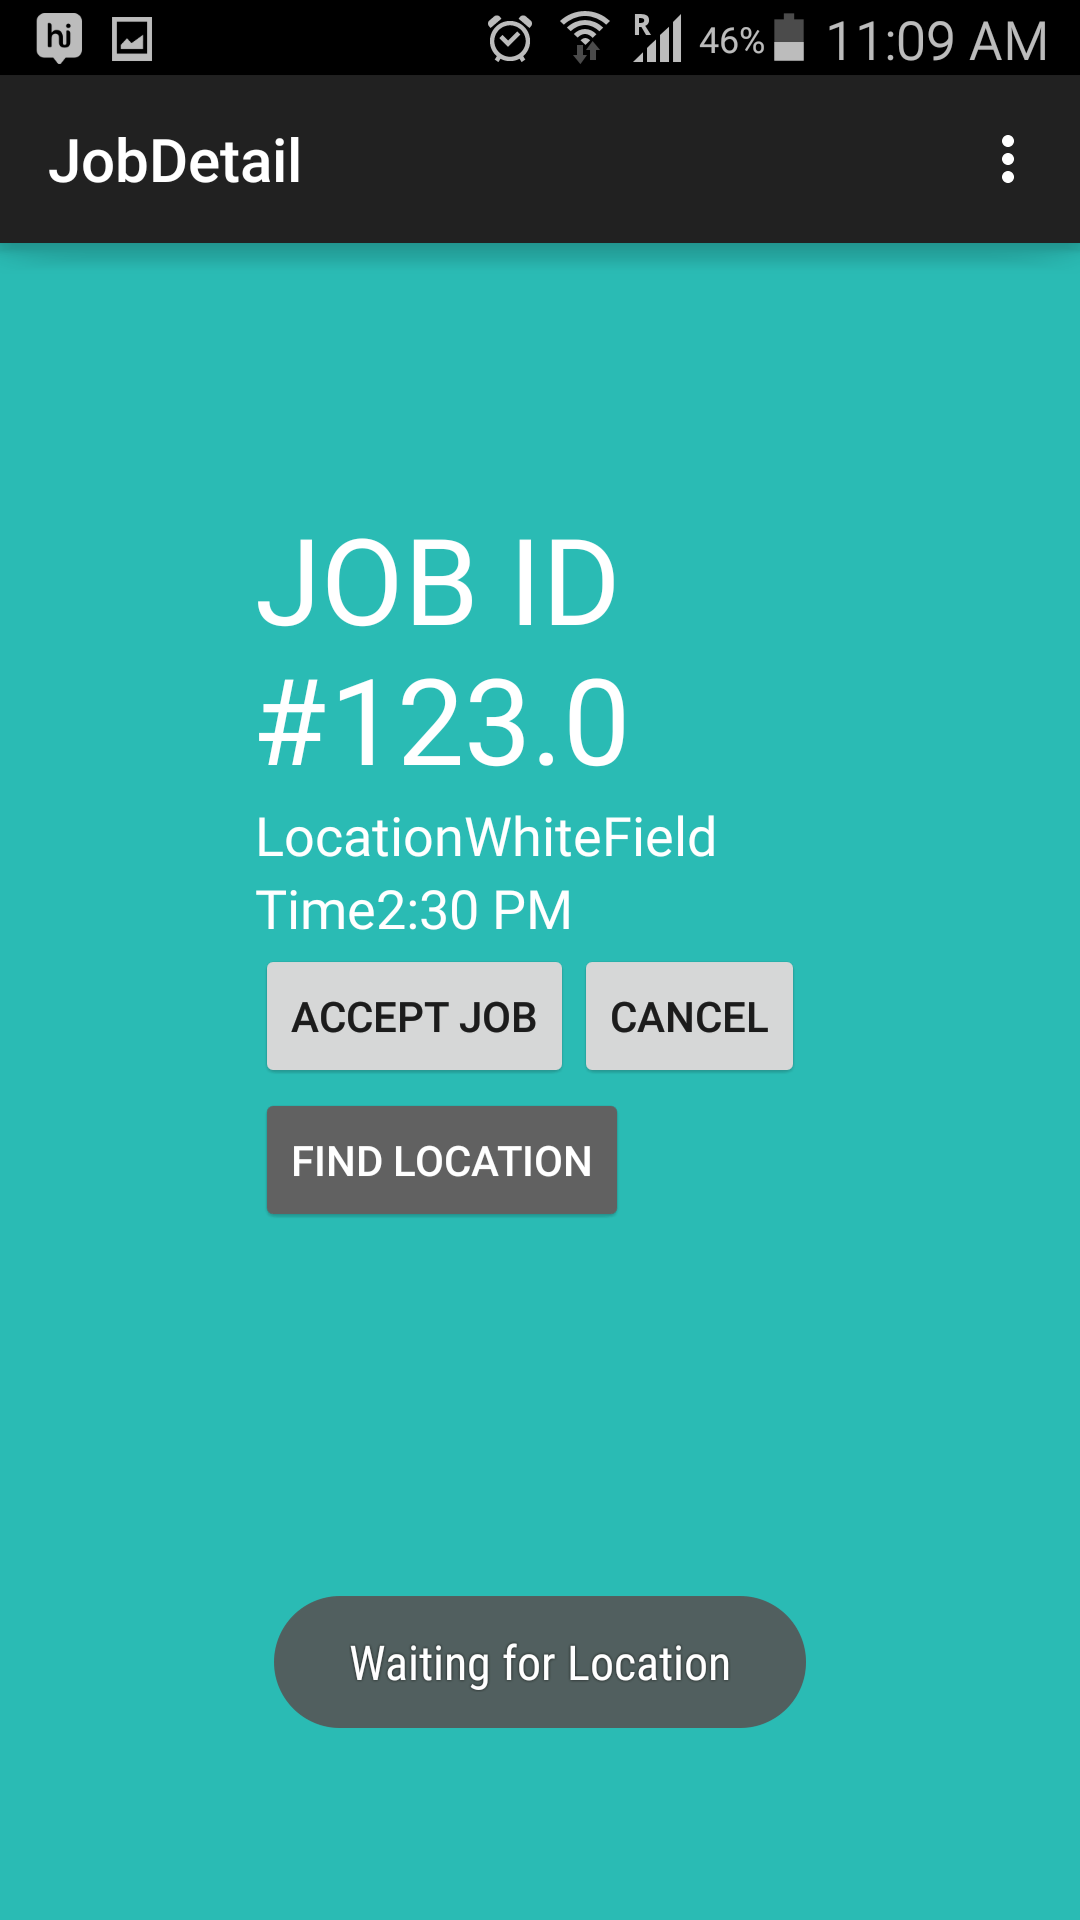 hi R 46% 11:09 AM
JobDetail
JOB ID
#123.0
LocationWhiteField
Time2:30 PM
ACCEPT JOB CANCEL
FIND LOCATION
Waiting for Location